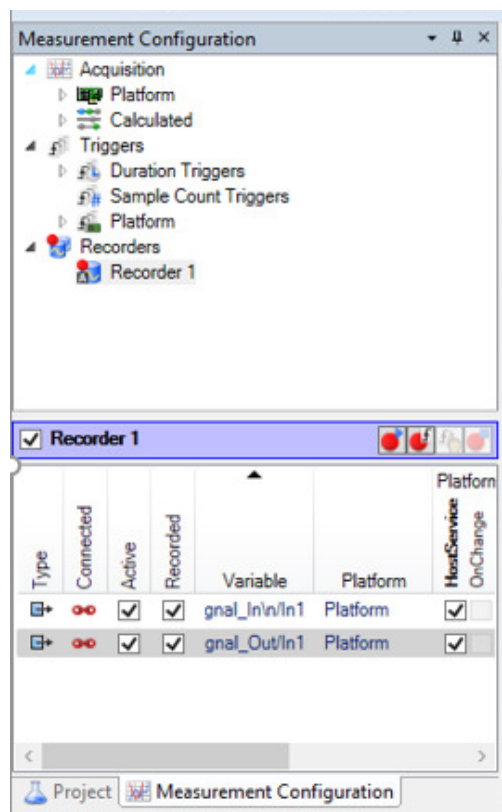 Measurement Configuration
Acquisition
Platform
Calculated
Triggers
Duration Triggers
Sample Count Triggers
Platform
Recorders
Recorder 1
Recorder 1
Platform
Type Connected Active Recorded Variable Platform HostService OnChange
gnal_In\n/In1 Platform
gnal_Out/In1 Platform
Project Measurement Configuration